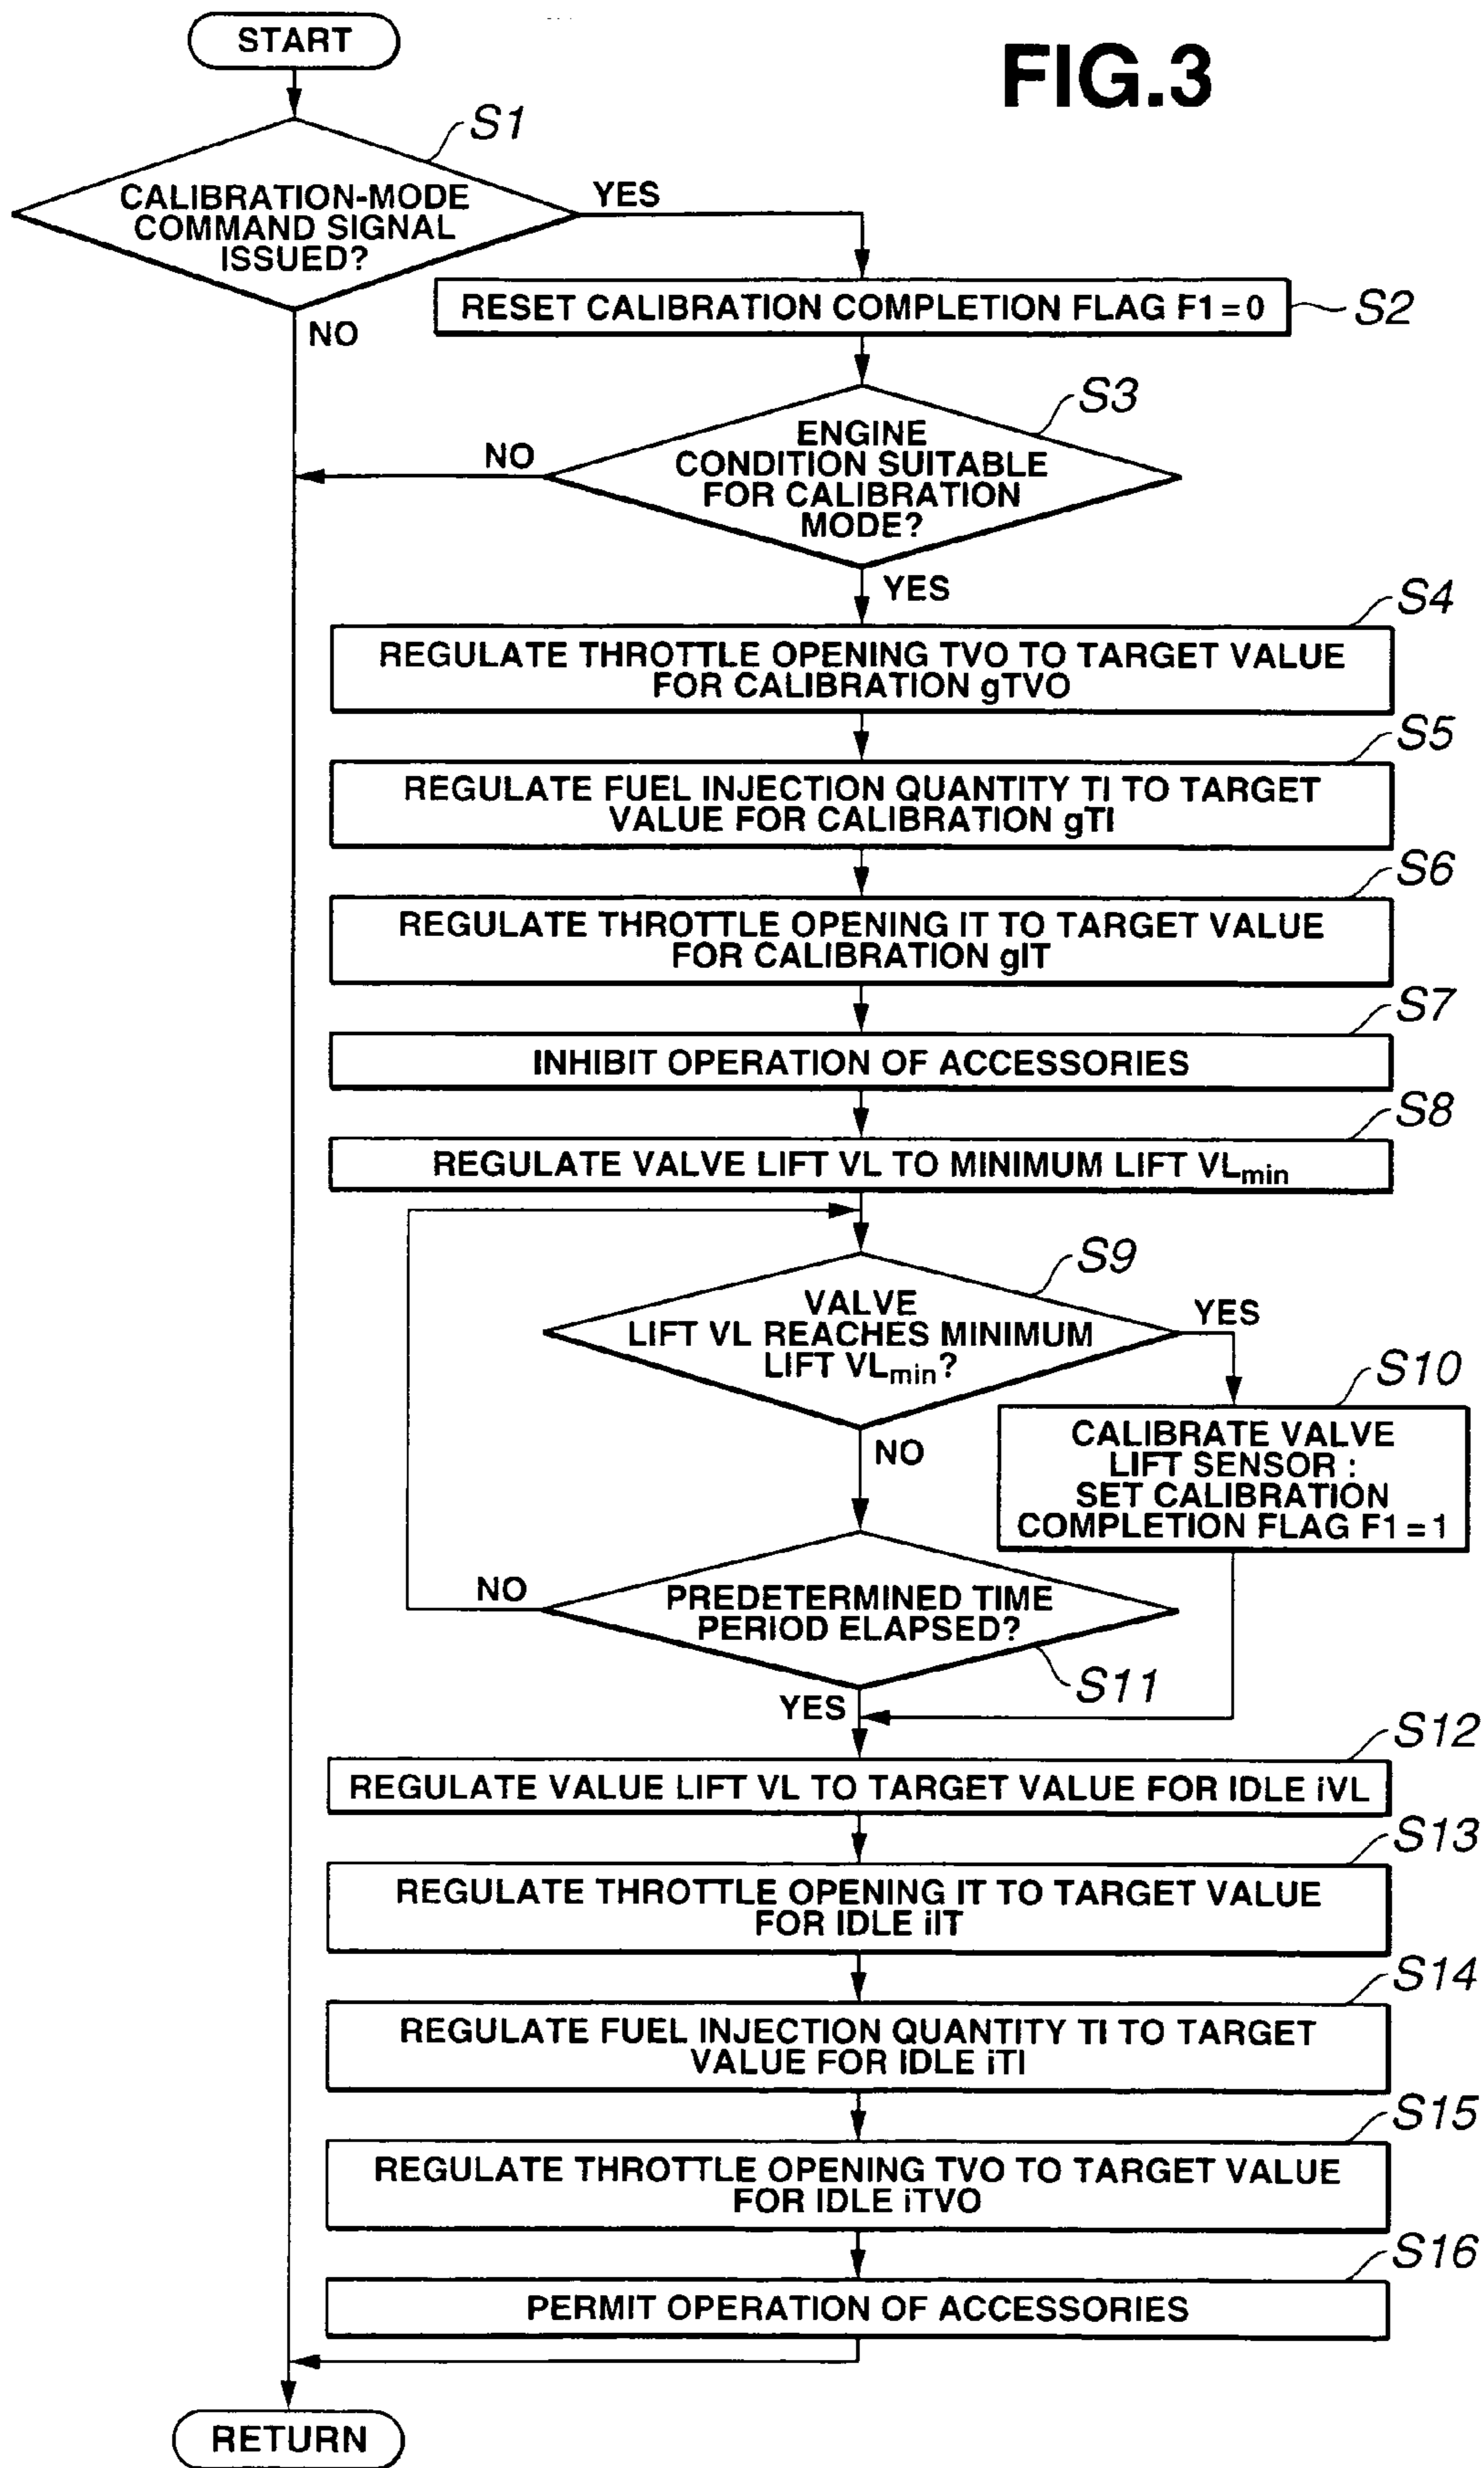 START
FIG.3
S1
CALIBRATION-MODE
COMMAND SIGNAL
ISSUED?
YES
NO
RESET CALIBRATION COMPLETION FLAG F1=0
S2
S3
ENGINE
CONDITION SUITABLE
FOR CALIBRATION
MODE?
NO
YES
S4
REGULATE THROTTLE OPENING TVO TO TARGET VALUE
FOR CALIBRATION gTVO
S5
REGULATE FUEL INJECTION QUANTITY TI TO TARGET
VALUE FOR CALIBRATION gTI
S6
REGULATE THROTTLE OPENING IT TO TARGET VALUE
FOR CALIBRATION gIT
S7
INHIBIT OPERATION OF ACCESSORIES
S8
REGULATE VALVE LIFT VL TO MINIMUM LIFT VLmin
S9
VALVE
LIFT VL REACHES MINIMUM
LIFT VLmin?
YES
NO
S10
CALIBRATE VALVE
LIFT SENSOR :
SET CALIBRATION
COMPLETION FLAG F1=1
NO
PREDETERMINED TIME
PERIOD ELAPSED?
S11
YES
S12
REGULATE VALUE LIFT VL TO TARGET VALUE FOR IDLE iVL
S13
REGULATE THROTTLE OPENING IT TO TARGET VALUE
FOR IDLE iIT
S14
REGULATE FUEL INJECTION QUANTITY TI TO TARGET
VALUE FOR IDLE iTI
S15
REGULATE THROTTLE OPENING TVO TO TARGET VALUE
FOR IDLE iTVO
S16
PERMIT OPERATION OF ACCESSORIES
RETURN